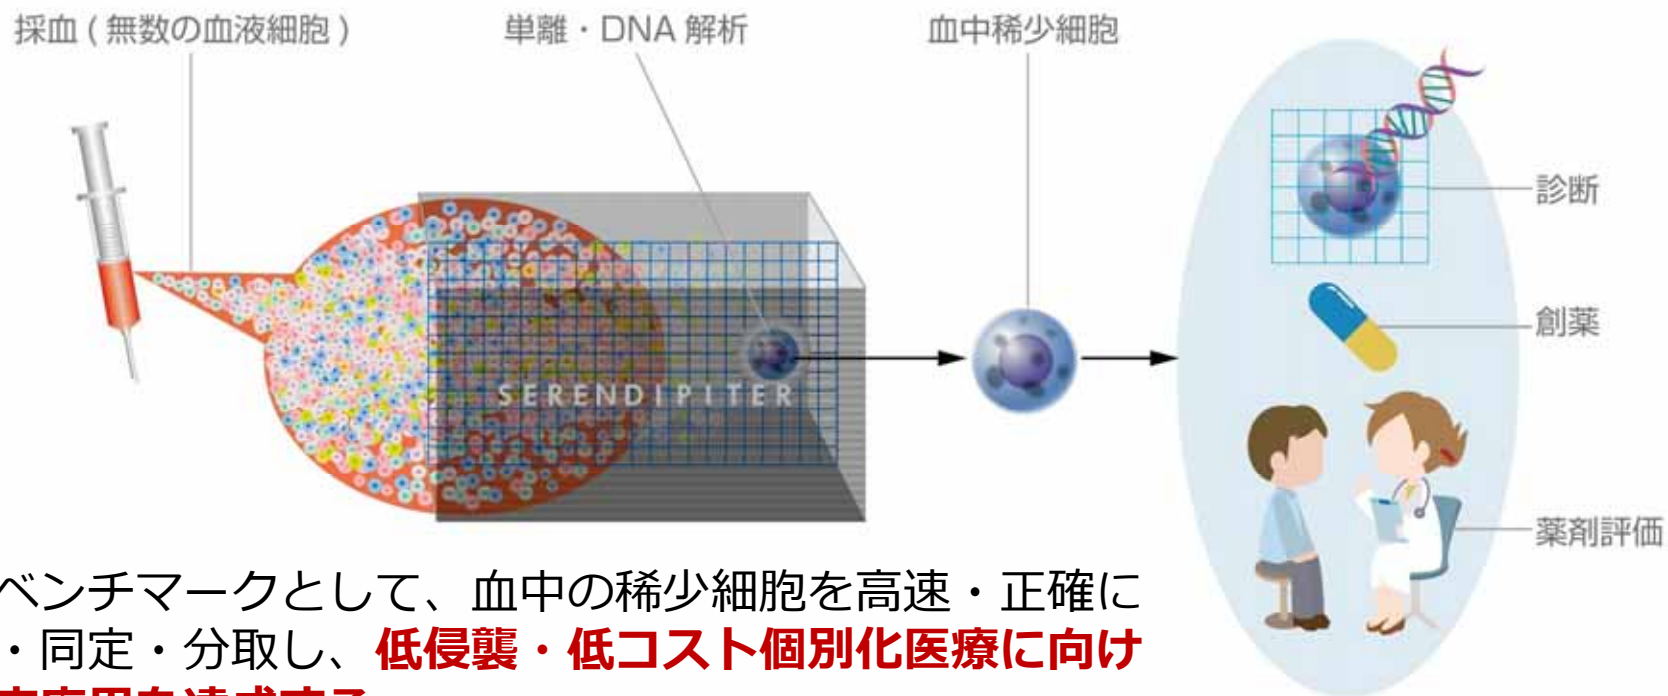 採血 ( 無数の血液細胞 )
単離・DNA 解析
血中稀少細胞
診断
創薬
SERENDIPITER
薬剤評価
ベンチマークとして、血中の稀少細胞を高速・正確に
・同定・分取し、低侵襲・低コスト個別化医療に向け